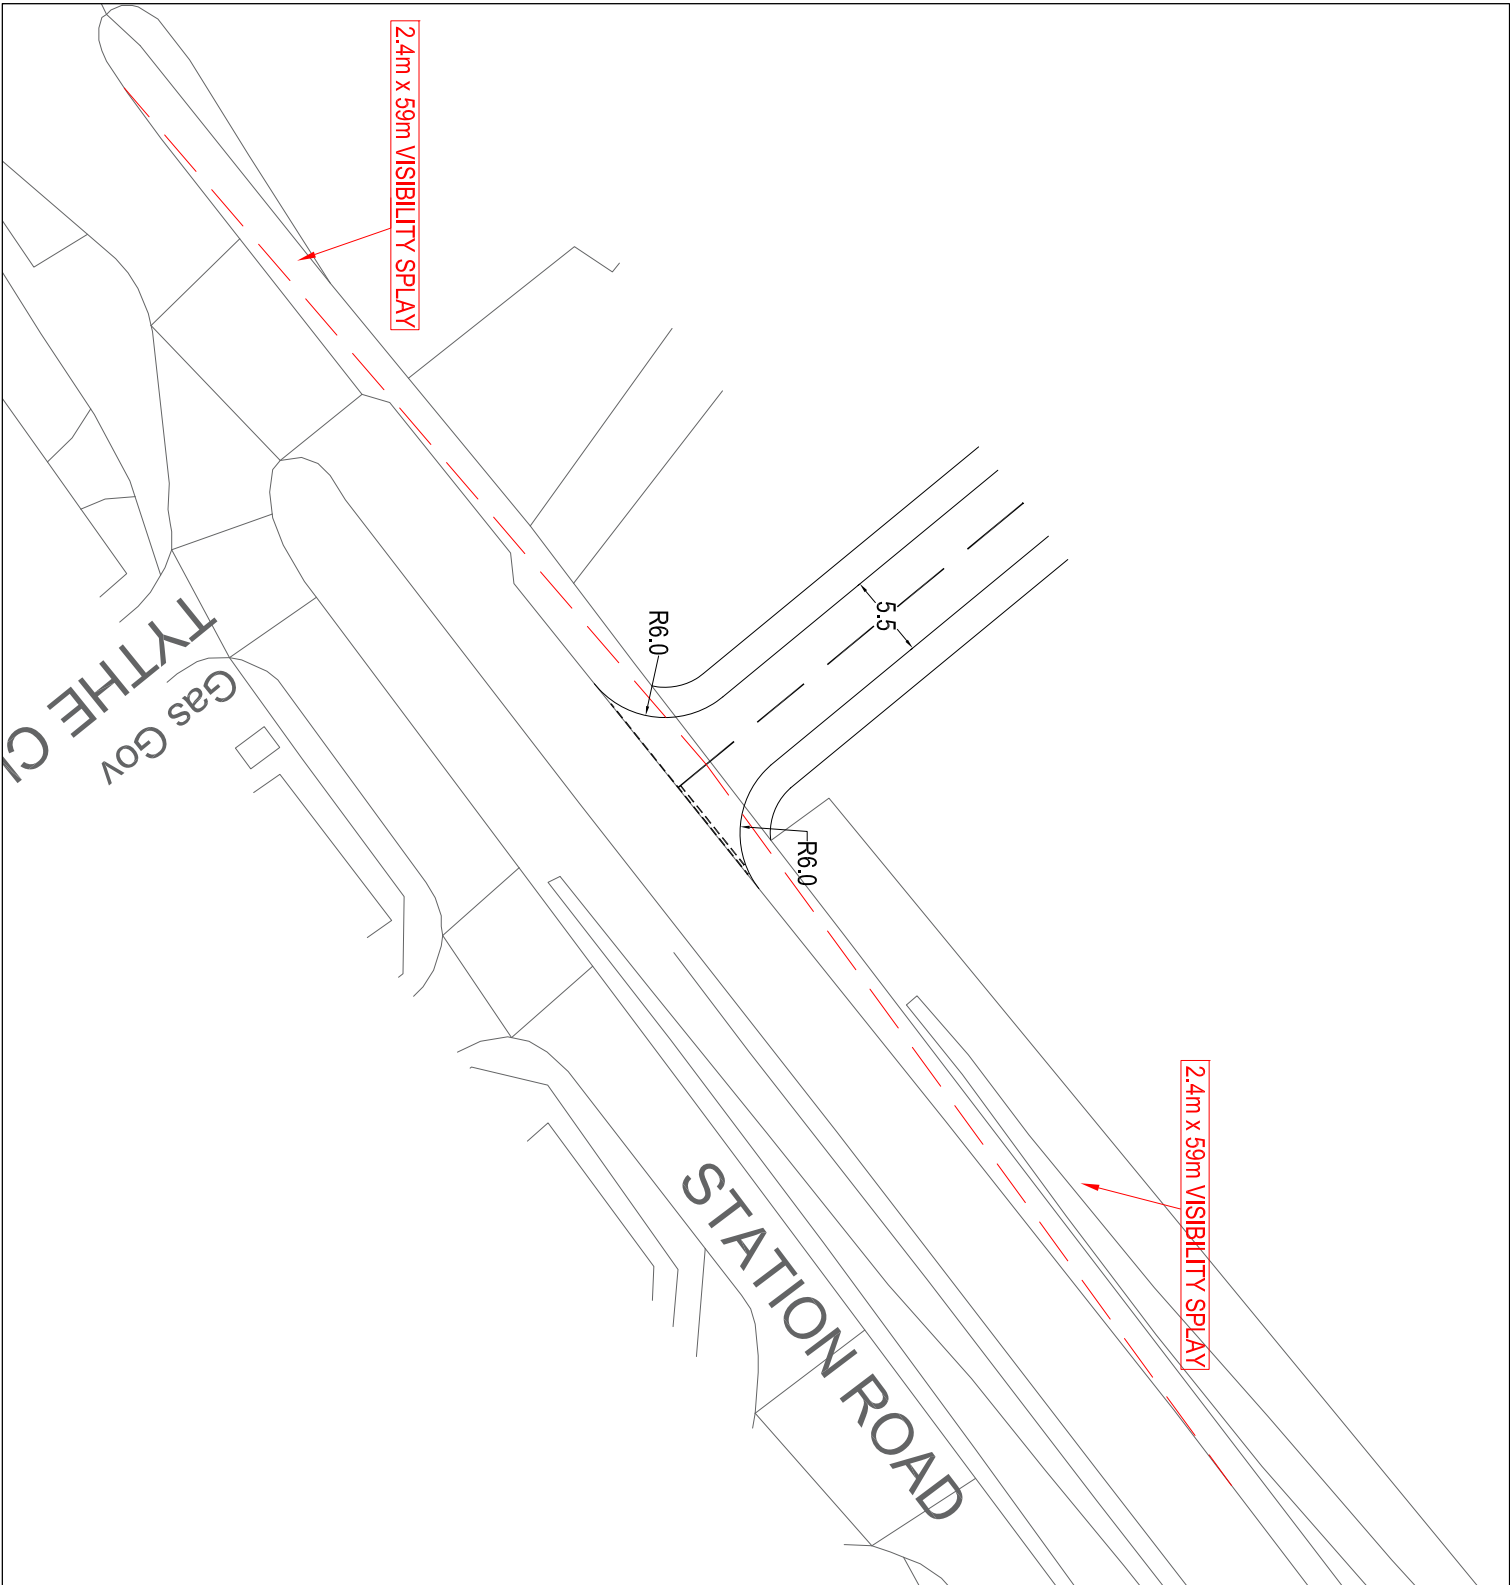 2.4m x 59m VISIBILITY SPLAY
R6.0
5.5
R6.0
2.4m x 59m VISIBILITY SPLAY
Gas Gov
TYTHE
STATION ROAD